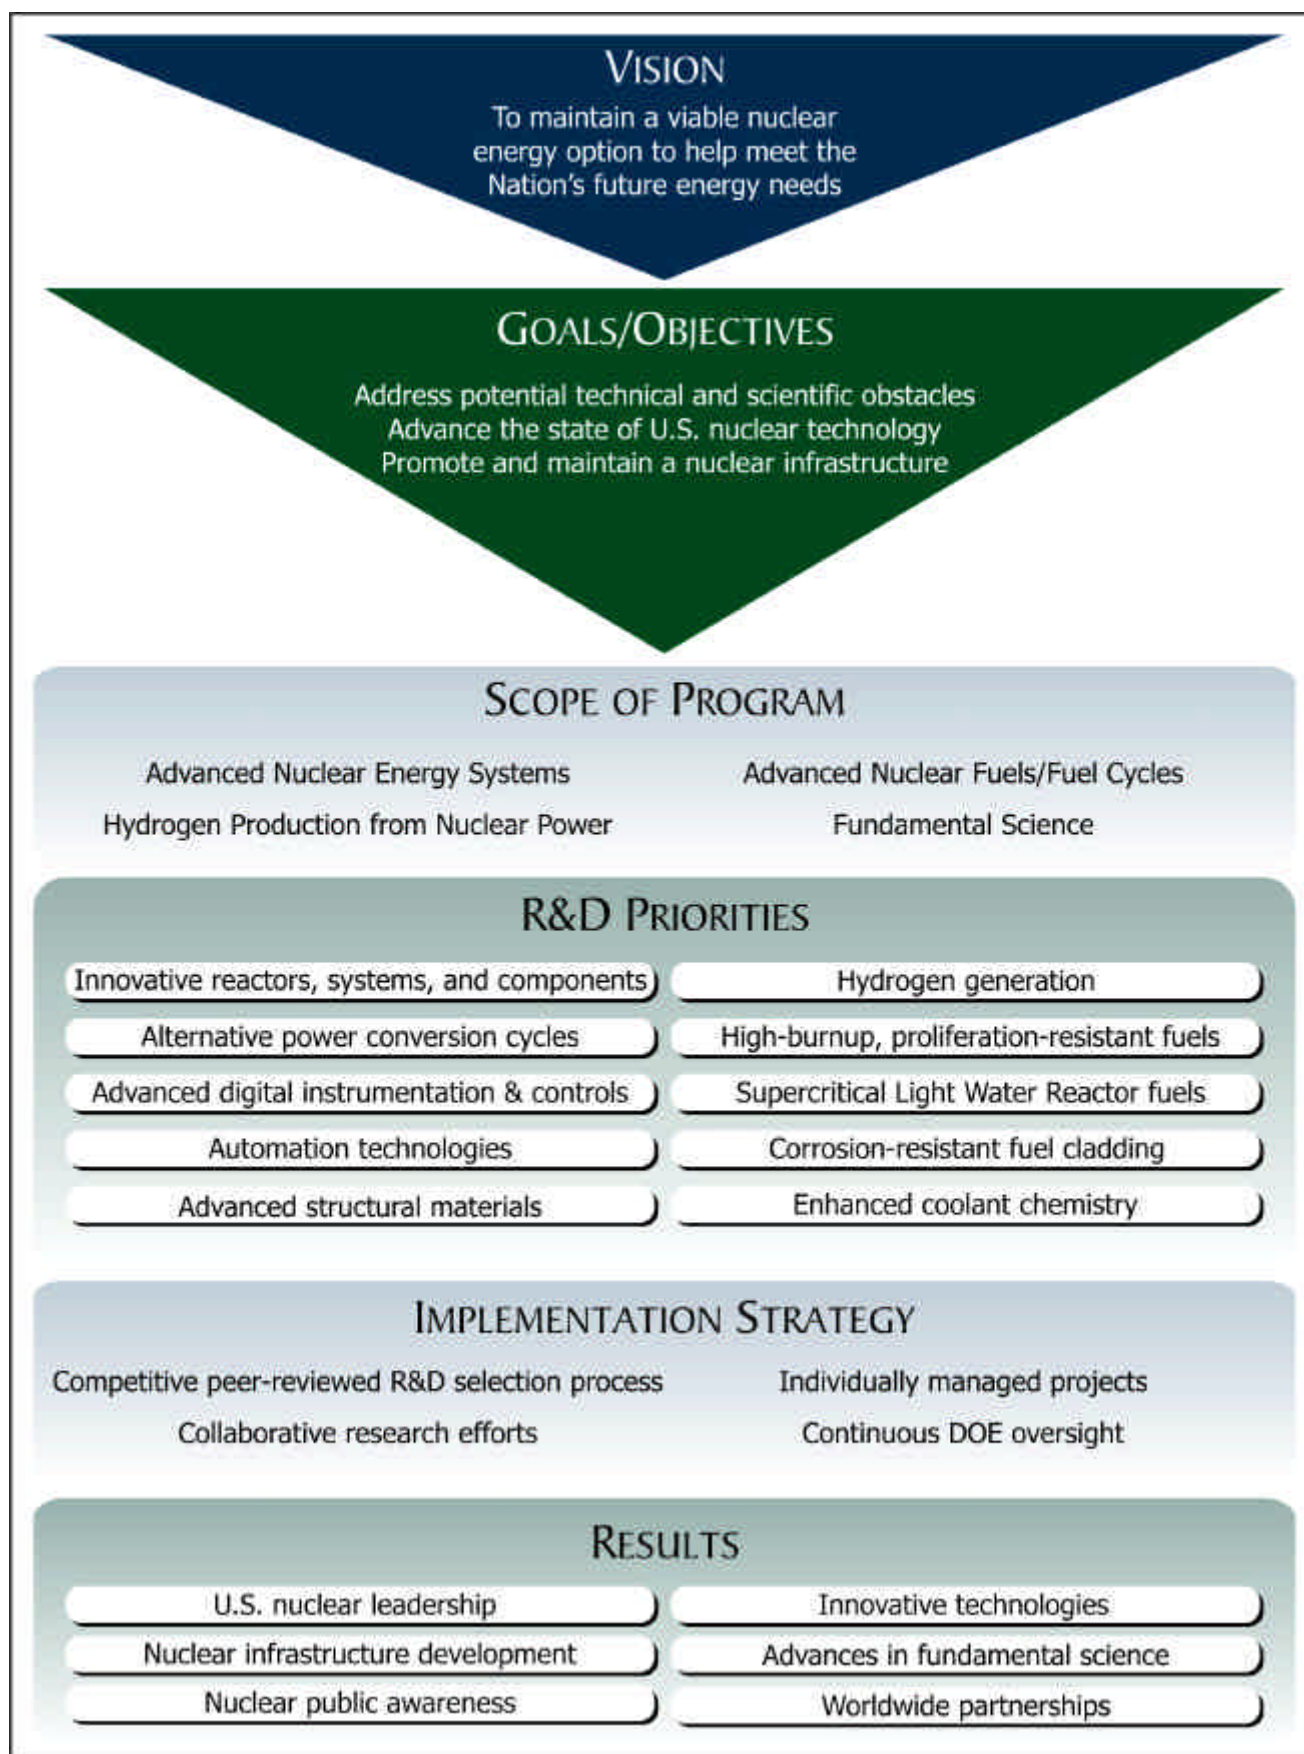 VISION
To maintain a viable nuclear
energy option to help meet the
Nation's future energy needs
GOALS/OBJECTIVES
Address potential technical and scientific obstacles
Advance the state of U.S. nuclear technology
Promote and maintain a nuclear infrastructure
SCOPE OF PROGRAM
Advanced Nuclear Energy Systems
Advanced Nuclear Fuels/Fuel Cycles
Hydrogen Production from Nuclear Power
Fundamental Science
R&D PRIORITIES
Innovative reactors, systems, and components
Hydrogen generation
Alternative power conversion cycles
High-burnup, proliferation-resistant fuels
Advanced digital instrumentation & controls
Supercritical Light Water Reactor fuels
Automation technologies
Corrosion-resistant fuel cladding
Advanced structural materials
Enhanced coolant chemistry
IMPLEMENTATION STRATEGY
Competitive peer-reviewed R&D selection process
Individually managed projects
Collaborative research efforts
Continuous DOE oversight
RESULTS
U.S. nuclear leadership
Innovative technologies
Nuclear infrastructure development
Advances in fundamental science
Nuclear public awareness
Worldwide partnerships